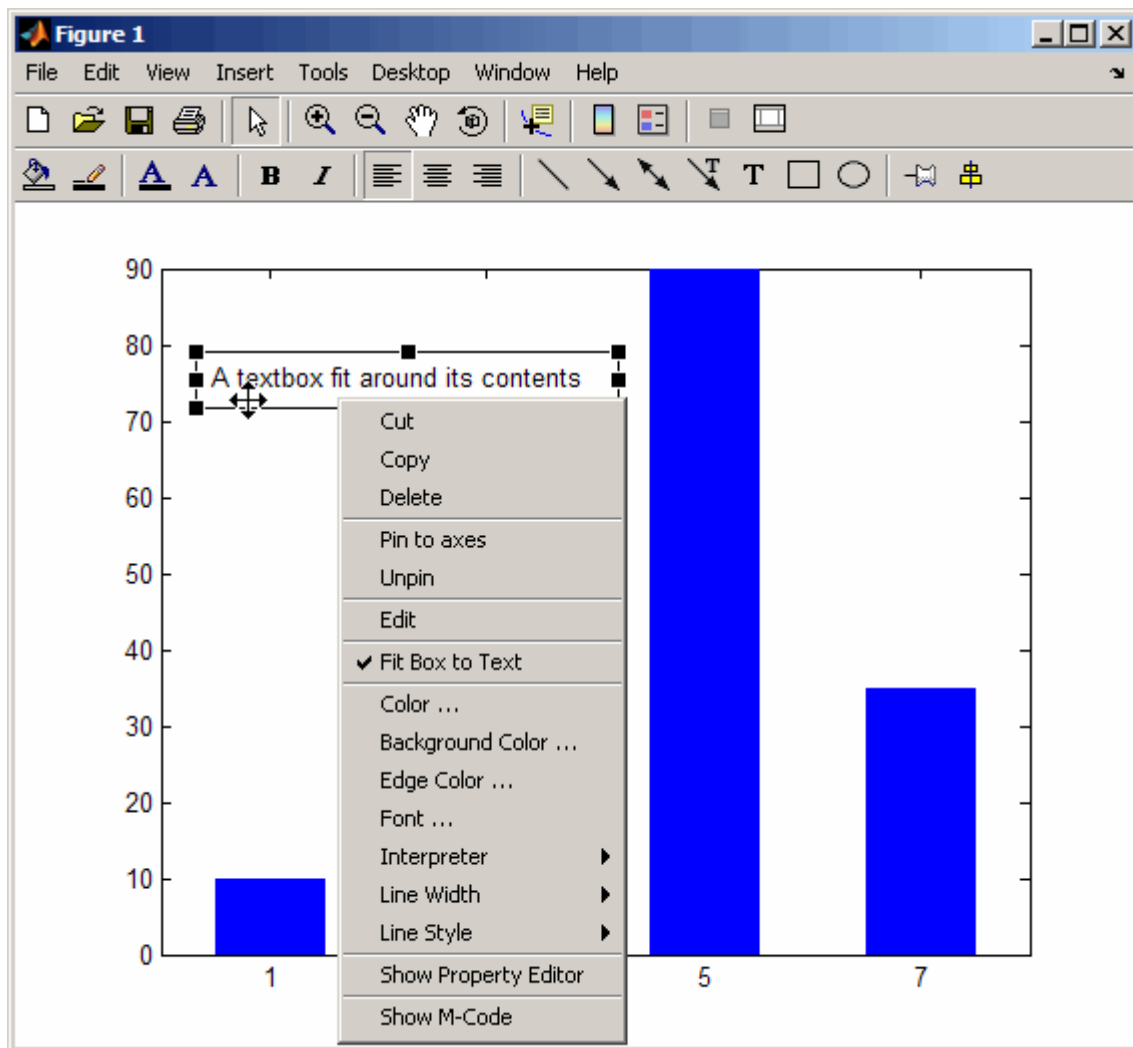 Figure 1
File Edit View Insert Tools Desktop Window Help
A A B I T T
90
80
A textbox fit around its contents
70
Cut
Copy
Delete
60
Pin to axes
Unpin
50
Edit
40
Fit Box to Text
Color ...
30
Background Color ...
Edge Color ...
20
Font ...
Interpreter
10
Line Width
Line Style
0
1 5 7
Show Property Editor
Show M-Code